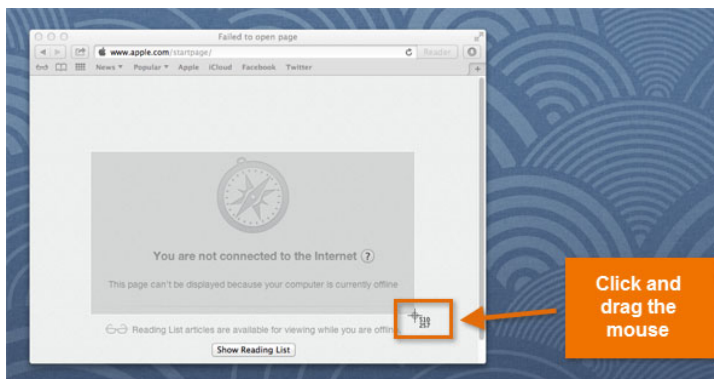 Failed to open page
www.apple.com/startpage/
Reader
News Popular Apple iCloud Facebook Twitter
You are not connected to the Internet ?
This page can't be displayed because your computer is currently offline
Reading List articles are available for viewing while you are offline
Show Reading List
510
257
Click and
drag the
mouse